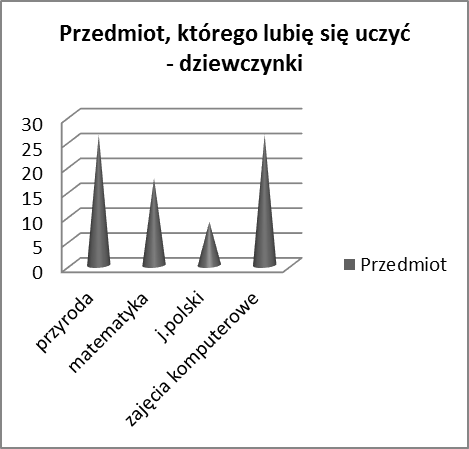 Przedmiot, którego lubię się uczyć
- dziewczynki
30
25
20
15
10
5
0
przyroda
matematyka
j.polski
zajęcia komputerowe
Przedmiot